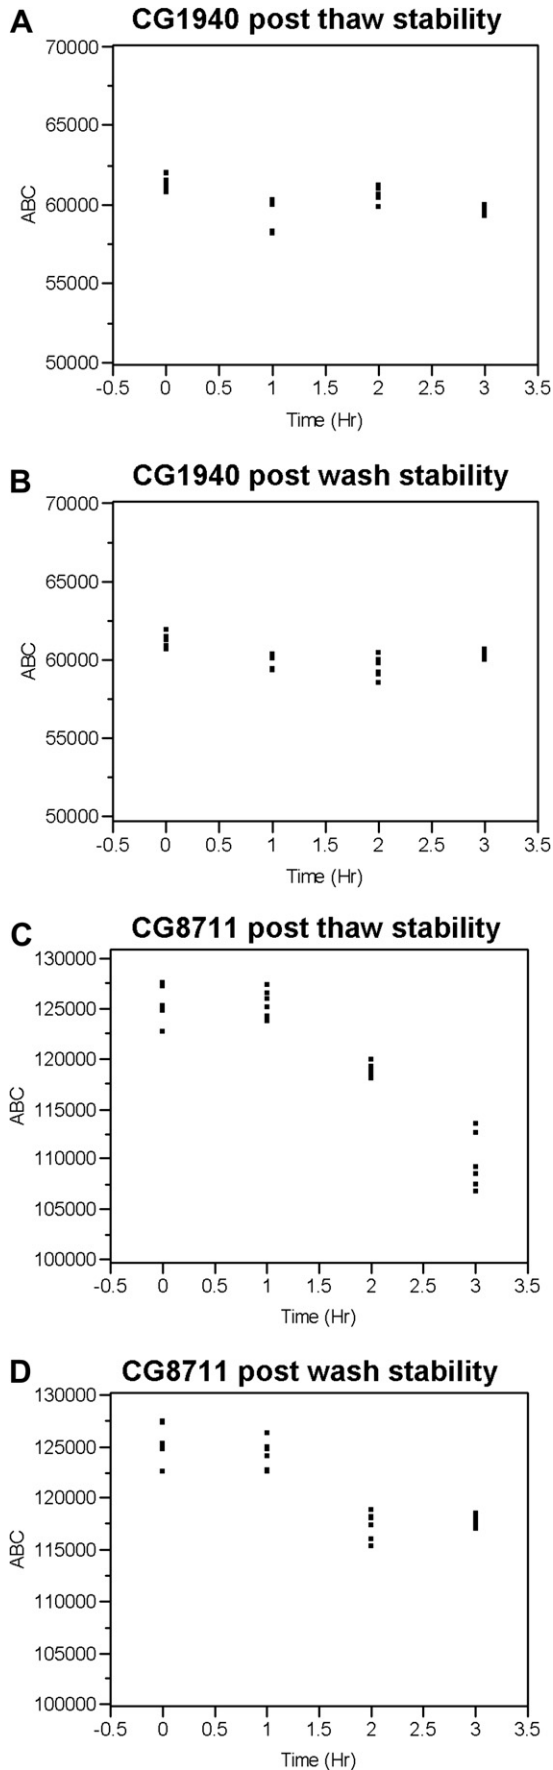 A CG1940 post thaw stability
70000
65000
60000
55000
50000
ABC
-0.5 0 0.5 1 1.5 2 2.5 3 3.5
Time (Hr)
B CG1940 post wash stability
70000
65000
60000
55000
50000
ABC
-0.5 0 0.5 1 1.5 2 2.5 3 3.5
Time (Hr)
C CG8711 post thaw stability
130000
125000
120000
115000
110000
105000
100000
ABC
-0.5 0 0.5 1 1.5 2 2.5 3 3.5
Time (Hr)
D CG8711 post wash stability
130000
125000
120000
115000
110000
105000
100000
ABC
-0.5 0 0.5 1 1.5 2 2.5 3 3.5
Time (Hr)